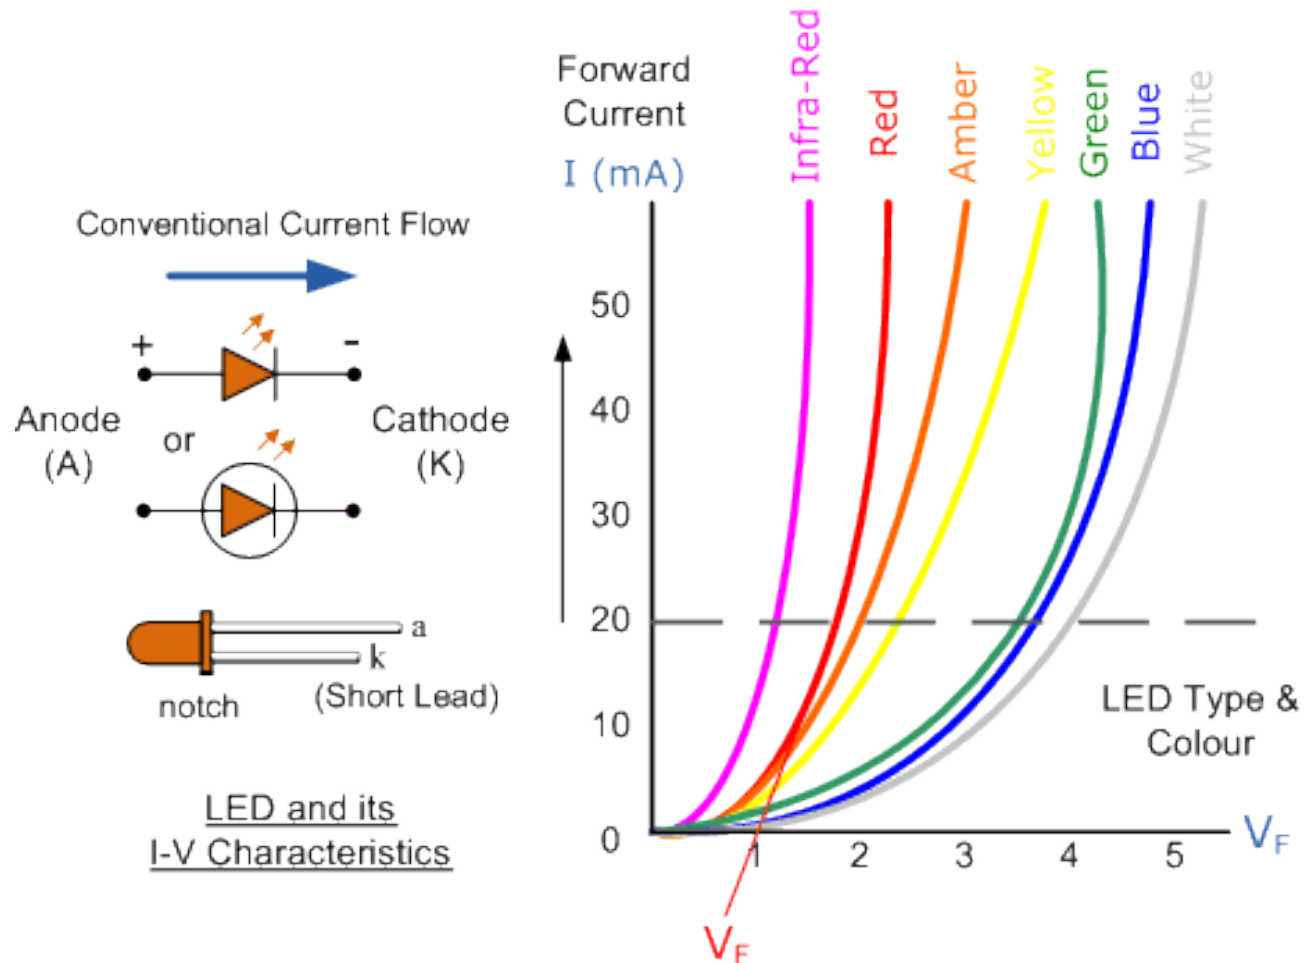 Conventional Current Flow
+
-
Anode
(A)
or
Cathode
(K)
a
k
notch
(Short Lead)
LED and its
I-V Characteristics
Forward
Current
I (mA)
Infra-Red
Red
Amber
Yellow
Green
Blue
White
50
40
30
20
10
0
1
2
3
4
5
VF
LED Type &
Colour
VF